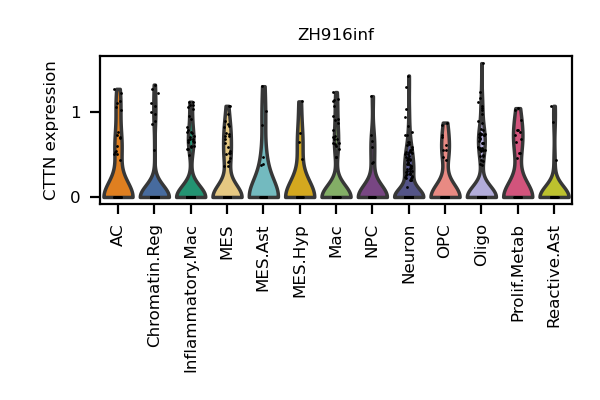 ZH916inf
CTTN expression
1
0
AC
Chromatin.Reg
Inflammatory.Mac
MES
MES.Ast
MES.Hyp
Mac
NPC
Neuron
OPC
Oligo
Prolif.Metab
Reactive.Ast